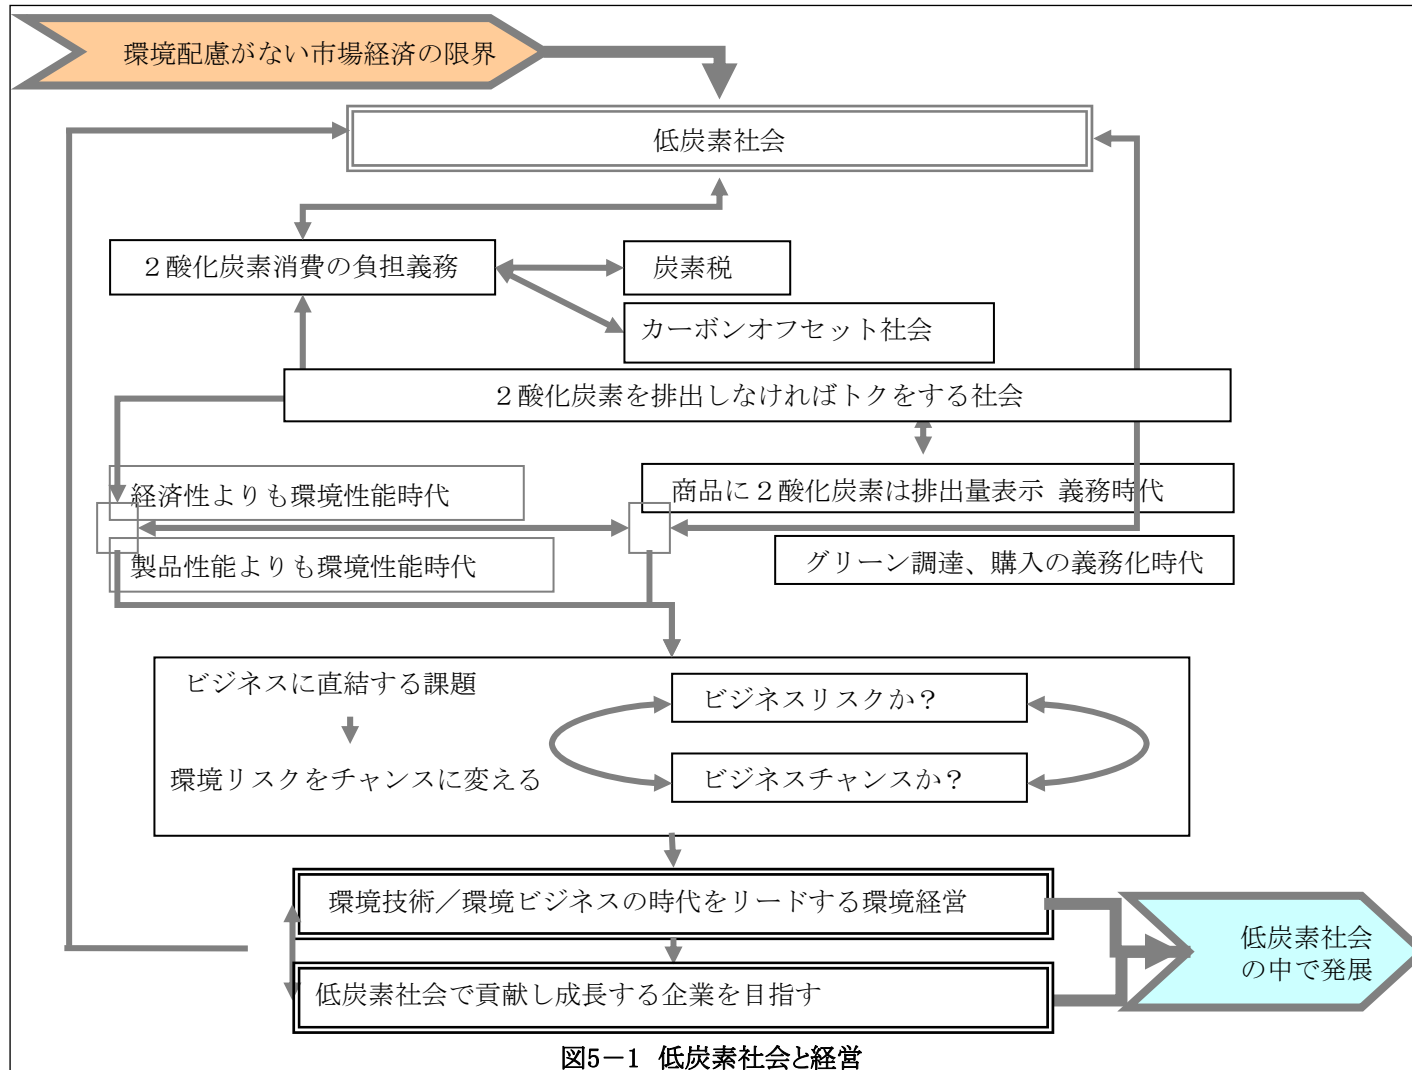 環境配慮がない市場経済の限界
低炭素社会
２酸化炭素消費の負担義務
炭素税
カーボンオフセット社会
２酸化炭素を排出しなければトクをする社会
経済性よりも環境性能時代
商品に２酸化炭素は排出量表示 義務時代
製品性能よりも環境性能時代
グリーン調達、購入の義務化時代
ビジネスに直結する課題
ビジネスリスクか？
環境リスクをチャンスに変える
ビジネスチャンスか？
環境技術／環境ビジネスの時代をリードする環境経営
低炭素社会で貢献し成長する企業を目指す
低炭素社会
の中で発展
図5－1 低炭素社会と経営